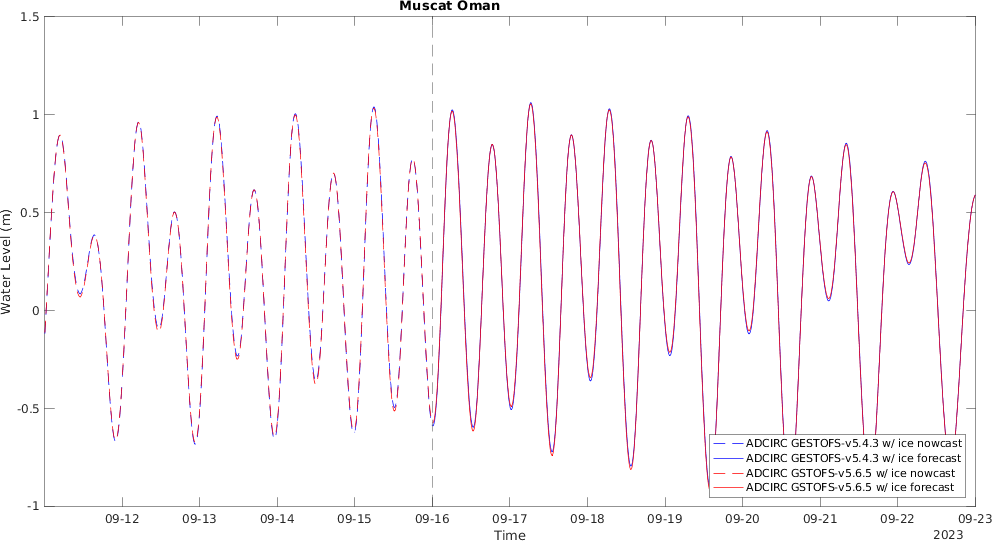 Muscat Oman
1.5
1
0.5
0
-0.5
-1
Water Level (m)
09-12 09-13 09-14 09-15 09-16 09-17 09-18 09-19 09-20 09-21 09-22 09-23
Time
2023
ADCIRC GESTOFS-v5.4.3 w/ ice nowcast
ADCIRC GESTOFS-v5.4.3 w/ ice forecast
ADCIRC GSTOFS-v5.6.5 w/ ice nowcast
ADCIRC GSTOFS-v5.6.5 w/ ice forecast